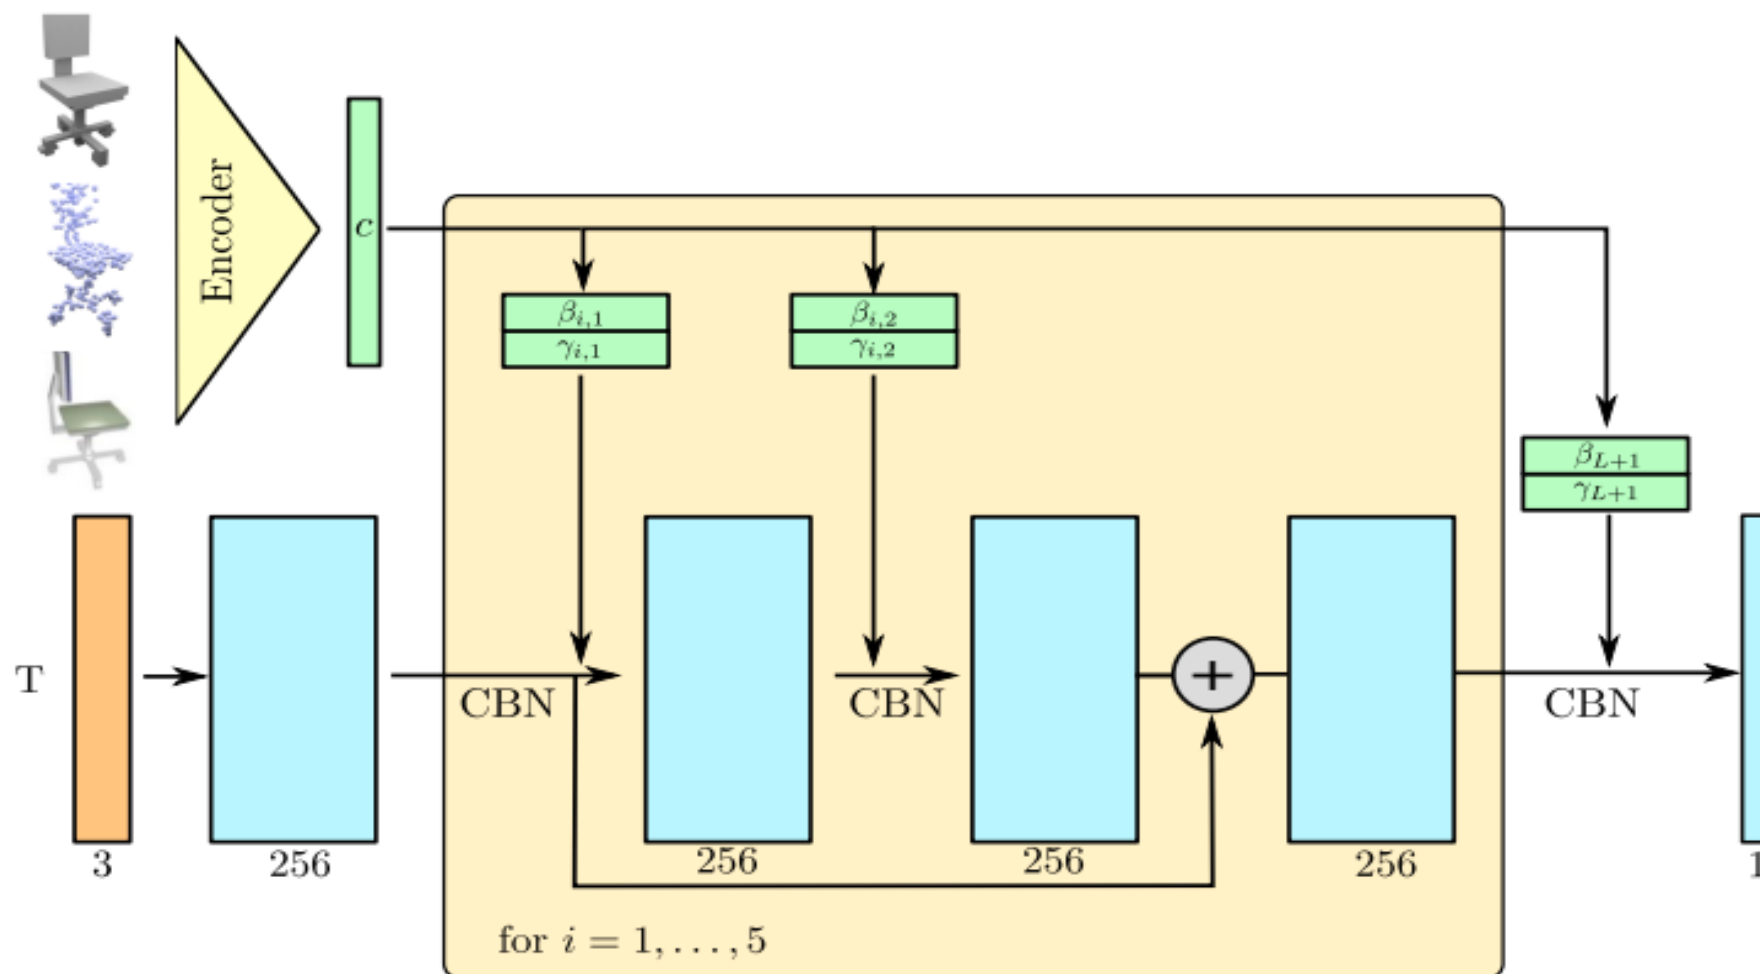 Encoder
c
β_{i,1}
γ_{i,1}
β_{i,2}
γ_{i,2}
β_{L+1}
γ_{L+1}
T
CBN
CBN
CBN
3
256
256
256
256
1
for i = 1, . . . , 5